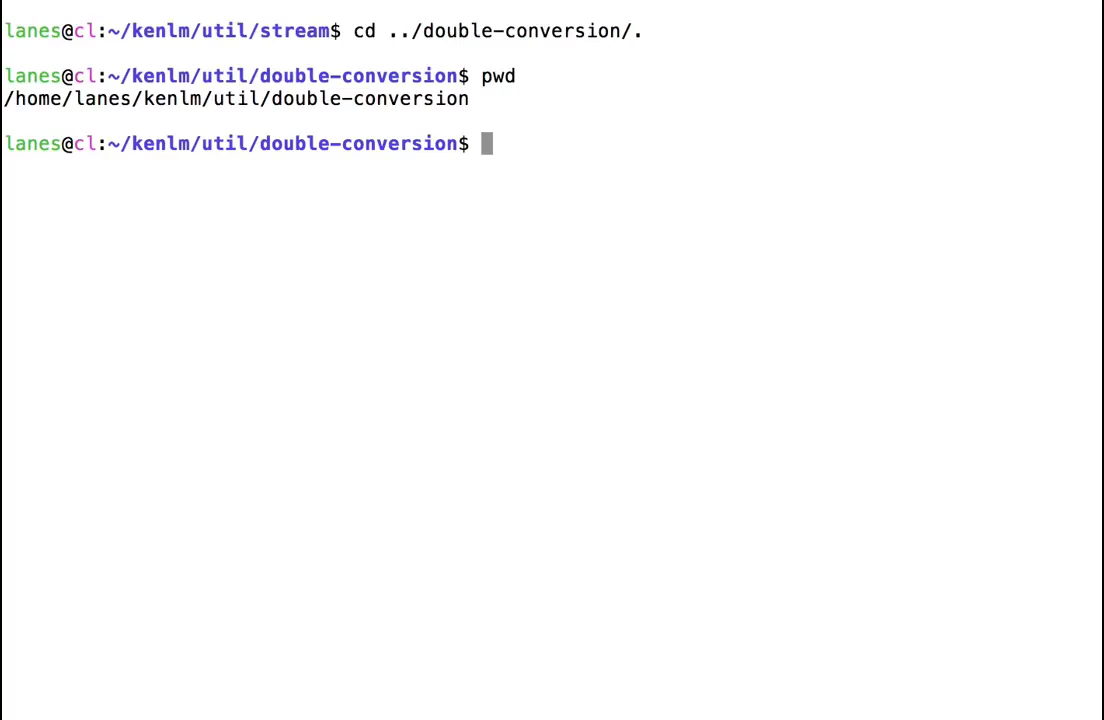 lanes@cl:~/kenlm/util/stream$ cd ../double-conversion/.
lanes@cl:~/kenlm/util/double-conversion$ pwd
/home/lanes/kenlm/util/double-conversion
lanes@cl:~/kenlm/util/double-conversion$